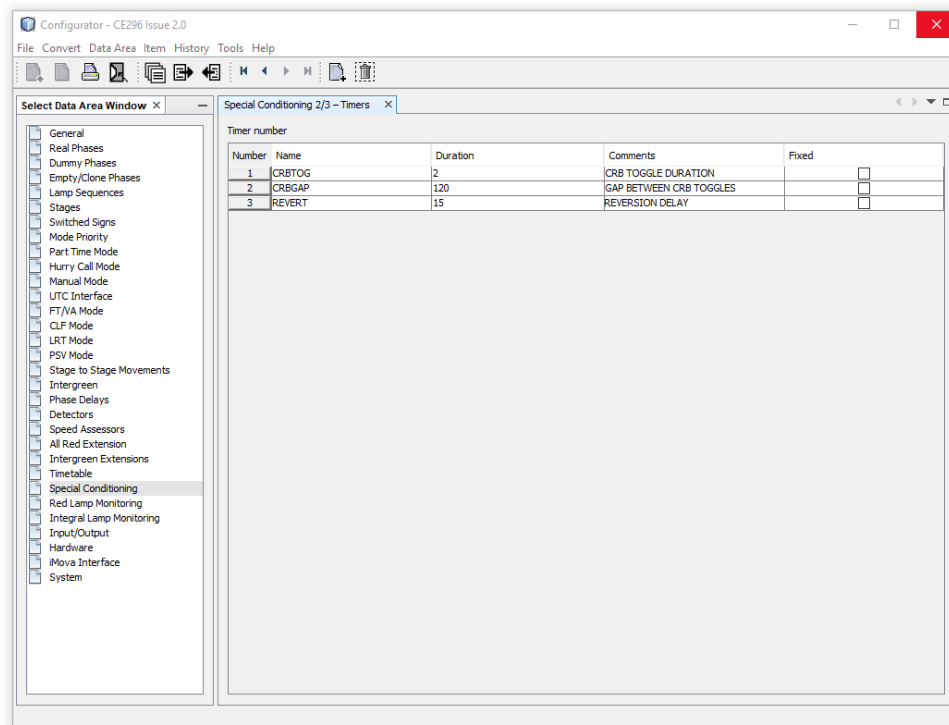 Configurator - CE296 Issue 2.0
File Convert Data Area Item History Tools Help
Select Data Area Window
General
Real Phases
Dummy Phases
Empty/Clone Phases
Lamp Sequences
Stages
Switched Signs
Mode Priority
Part Time Mode
Hurry Call Mode
Manual Mode
UTC Interface
FT/VA Mode
CLF Mode
LRT Mode
PSV Mode
Stage to Stage Movements
Intergreen
Phase Delays
Detectors
Speed Assessors
All Red Extension
Intergreen Extensions
Timetable
Special Conditioning
Red Lamp Monitoring
Integral Lamp Monitoring
Input/Output
Hardware
iMova Interface
System
Special Conditioning 2/3 – Timers
Timer number
Number Name Duration Comments Fixed
1 CRBTOG 2 CRB TOGGLE DURATION
2 CRBGAP 120 GAP BETWEEN CRB TOGGLES
3 REVERT 15 REVERSION DELAY